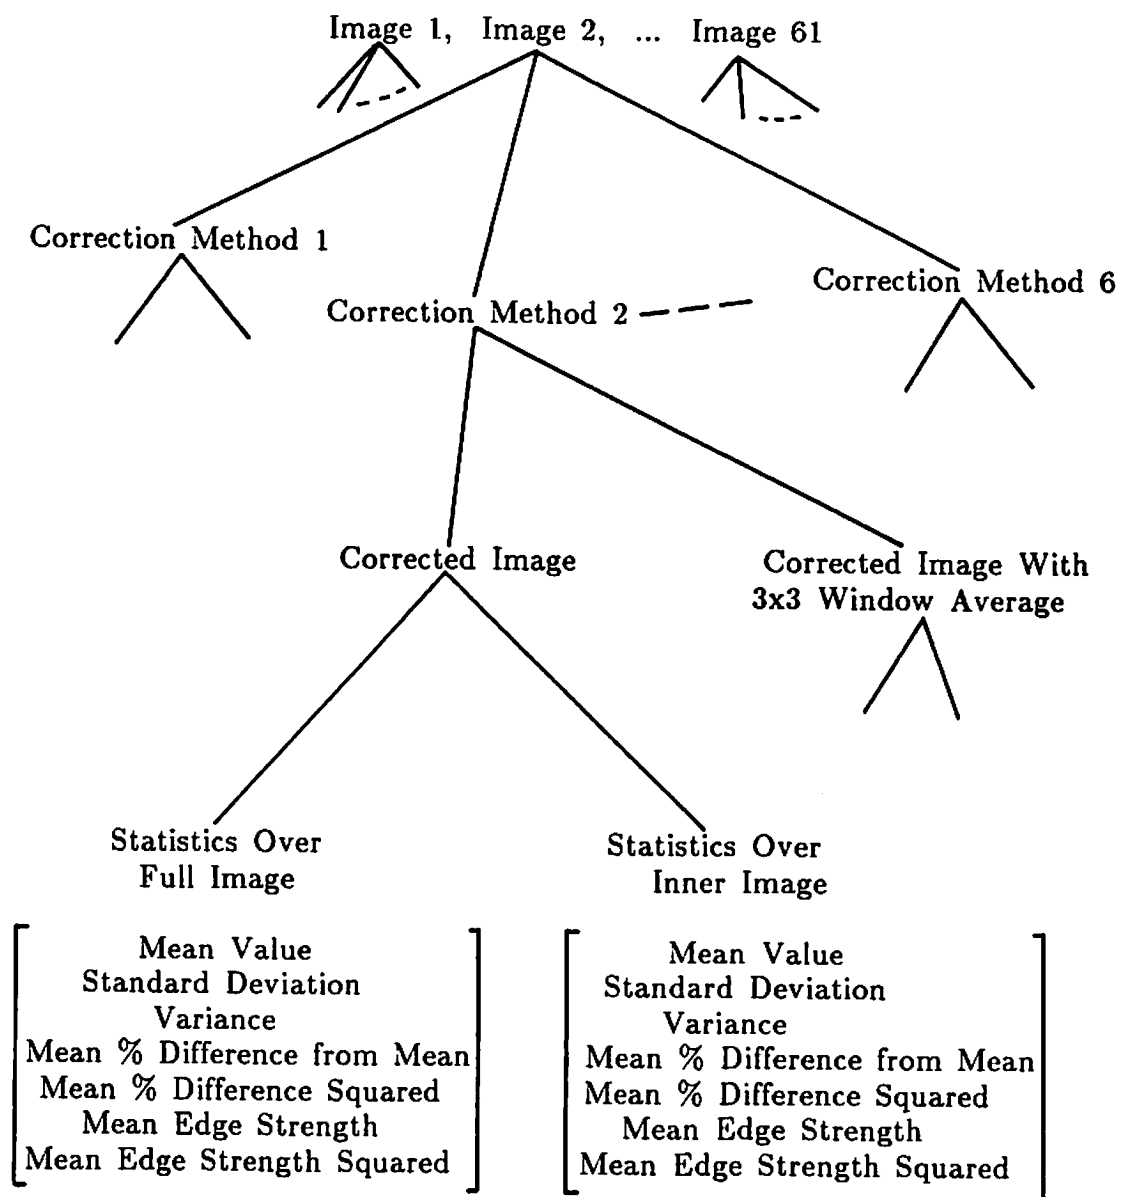 Image 1, Image 2, ... Image 61
Correction Method 1
Correction Method 2
Correction Method 6
Corrected Image
Corrected Image With
3x3 Window Average
Statistics Over
Full Image
Statistics Over
Inner Image
Mean Value
Standard Deviation
Variance
Mean % Difference from Mean
Mean % Difference Squared
Mean Edge Strength
Mean Edge Strength Squared
Mean Value
Standard Deviation
Variance
Mean % Difference from Mean
Mean % Difference Squared
Mean Edge Strength
Mean Edge Strength Squared